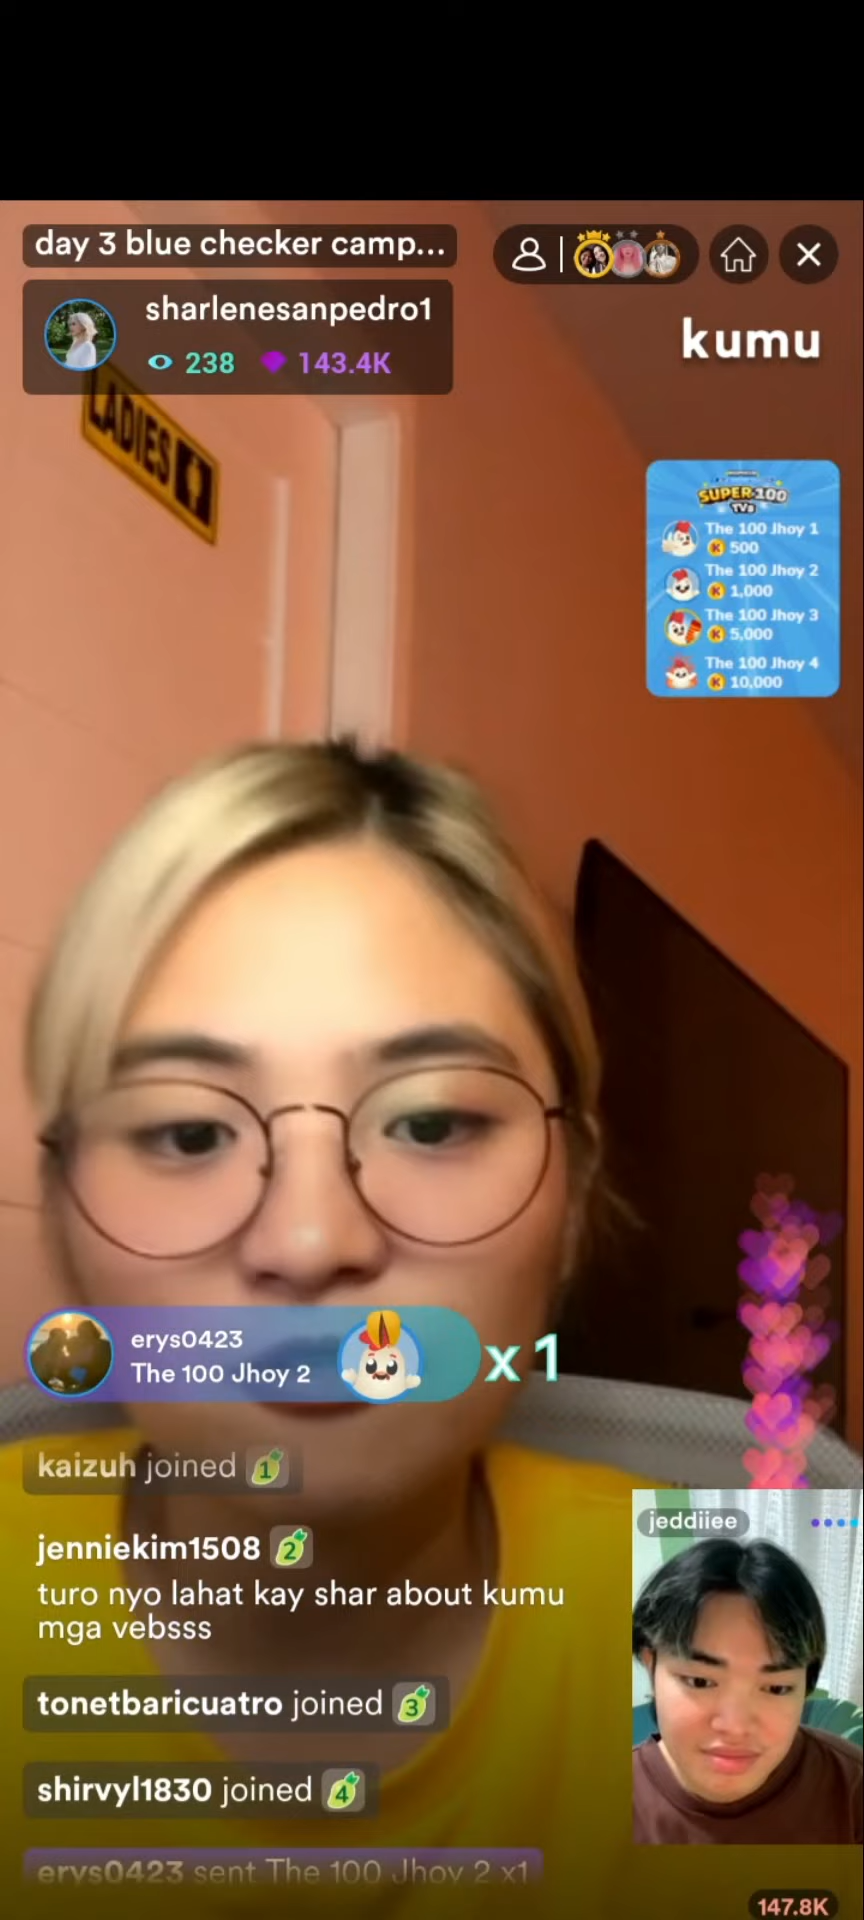 day 3 blue checker camp...
sharlenesanpedro1
238 143.4K
kumu
LADIES
SUPER 100
TVs
The 100 Jhoy 1
K 500
The 100 Jhoy 2
K 1,000
The 100 Jhoy 3
K 5,000
The 100 Jhoy 4
K 10,000
erys0423
The 100 Jhoy 2
x 1
kaizuh joined 1
jenniekim1508 2
turo nyo lahat kay shar about kumu
mga vebsss
jeddiiee
tonetbaricuatro joined 3
shirvyl1830 joined 4
erys0423 sent The 100 Jhoy 2 x1
147.8K